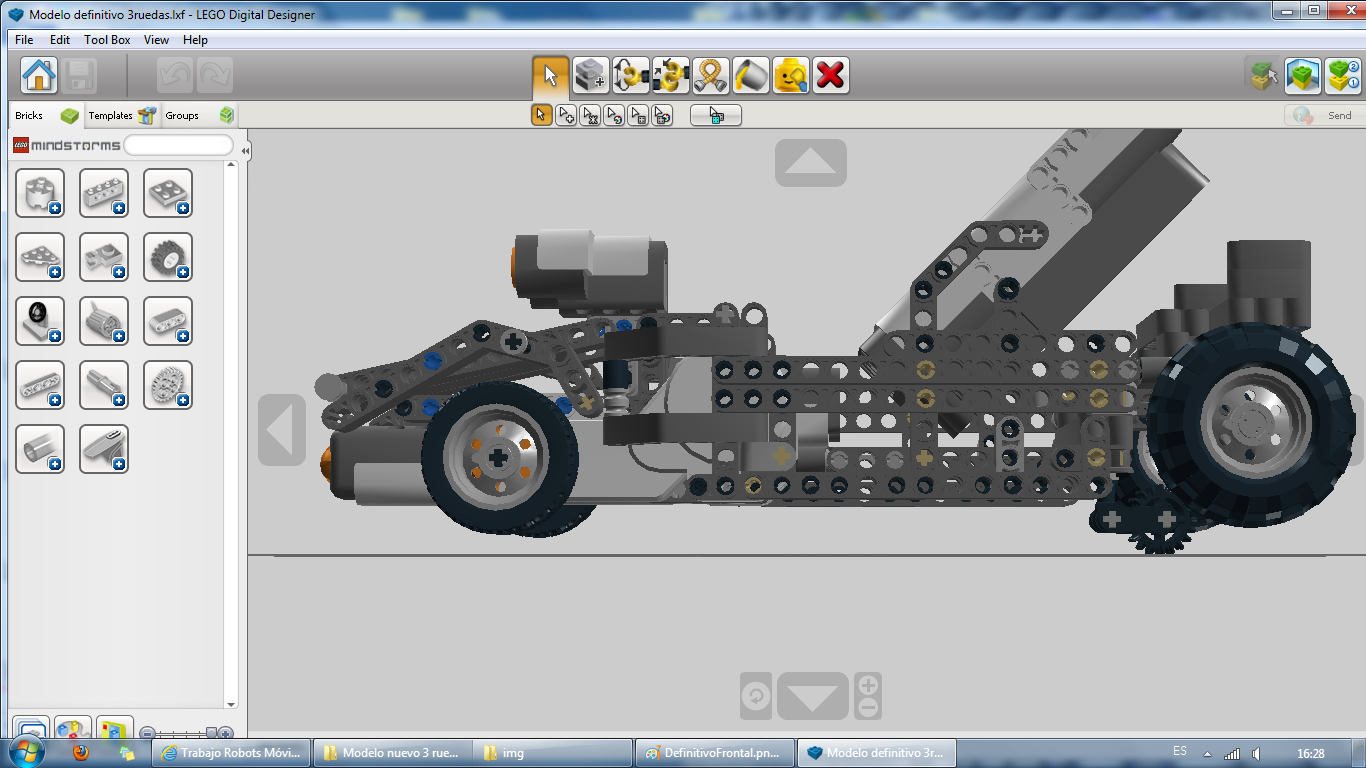 Modelo definitivo 3ruedas.lxf - LEGO Digital Designer
File Edit Tool Box View Help
Bricks Templates Groups
Send
LEGO mindstorms
Trabajo Robots Móvi...
Modelo nuevo 3 rue...
img
DefinitivoFrontal.pn...
Modelo definitivo 3r...
ES
16:28